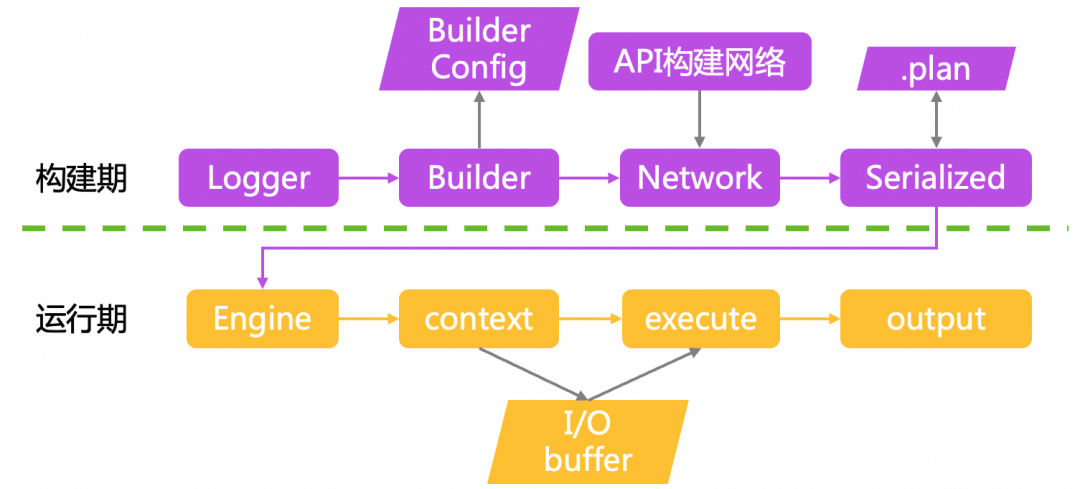 Builder
Config
API构建网络
.plan
构建期
Logger
Builder
Network
Serialized
运行期
Engine
context
execute
output
I/O
buffer